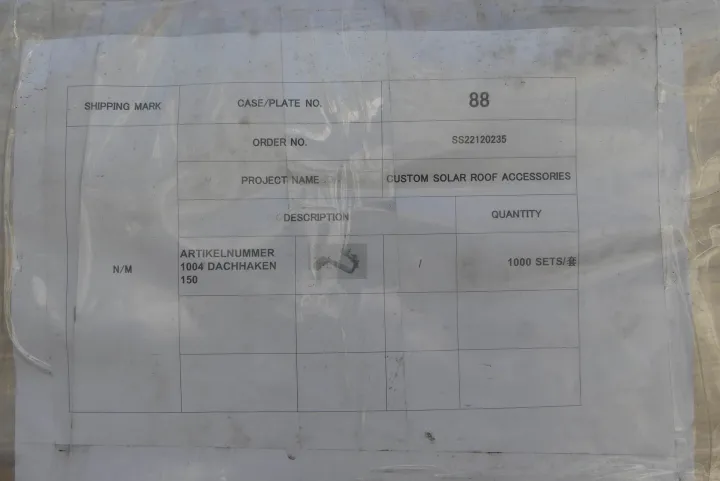 SHIPPING MARK
CASE/PLATE NO.
88
ORDER NO.
SS22120235
PROJECT NAME
CUSTOM SOLAR ROOF ACCESSORIES
DESCRIPTION
QUANTITY
N/M
ARTIKELNUMMER
1004 DACHHAKEN
150
/
1000 SETS/套